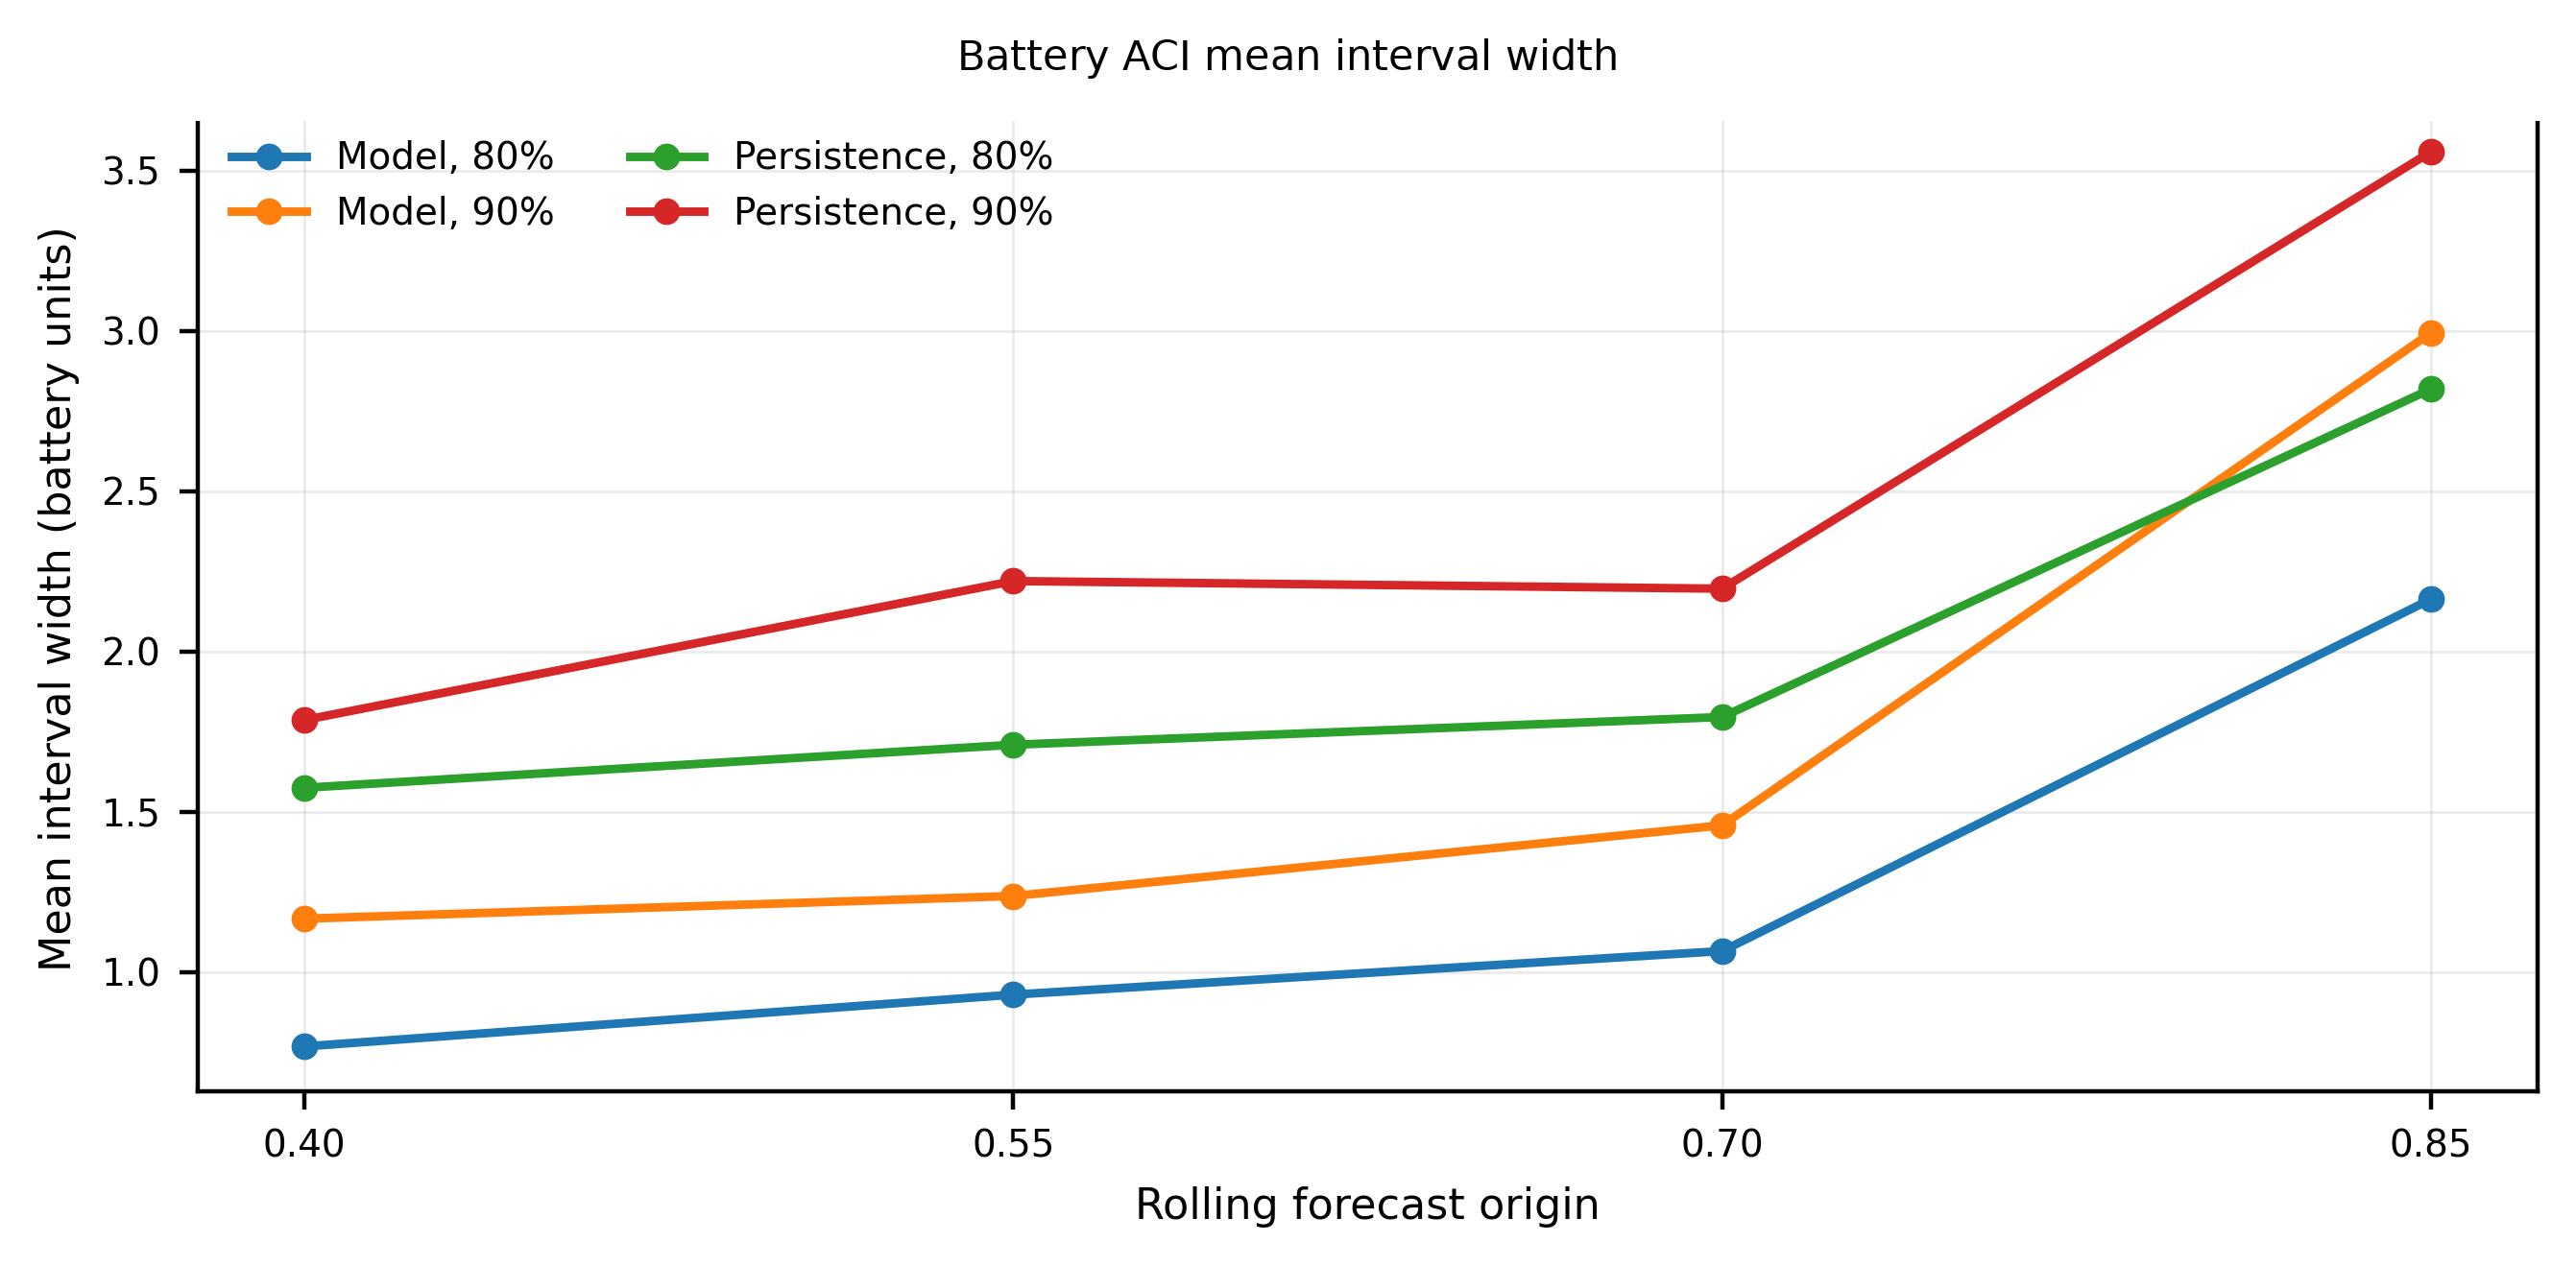 Battery ACI mean interval width
Model, 80%
Model, 90%
Persistence, 80%
Persistence, 90%
Mean interval width (battery units)
3.5
3.0
2.5
2.0
1.5
1.0
0.40 0.55 0.70 0.85
Rolling forecast origin